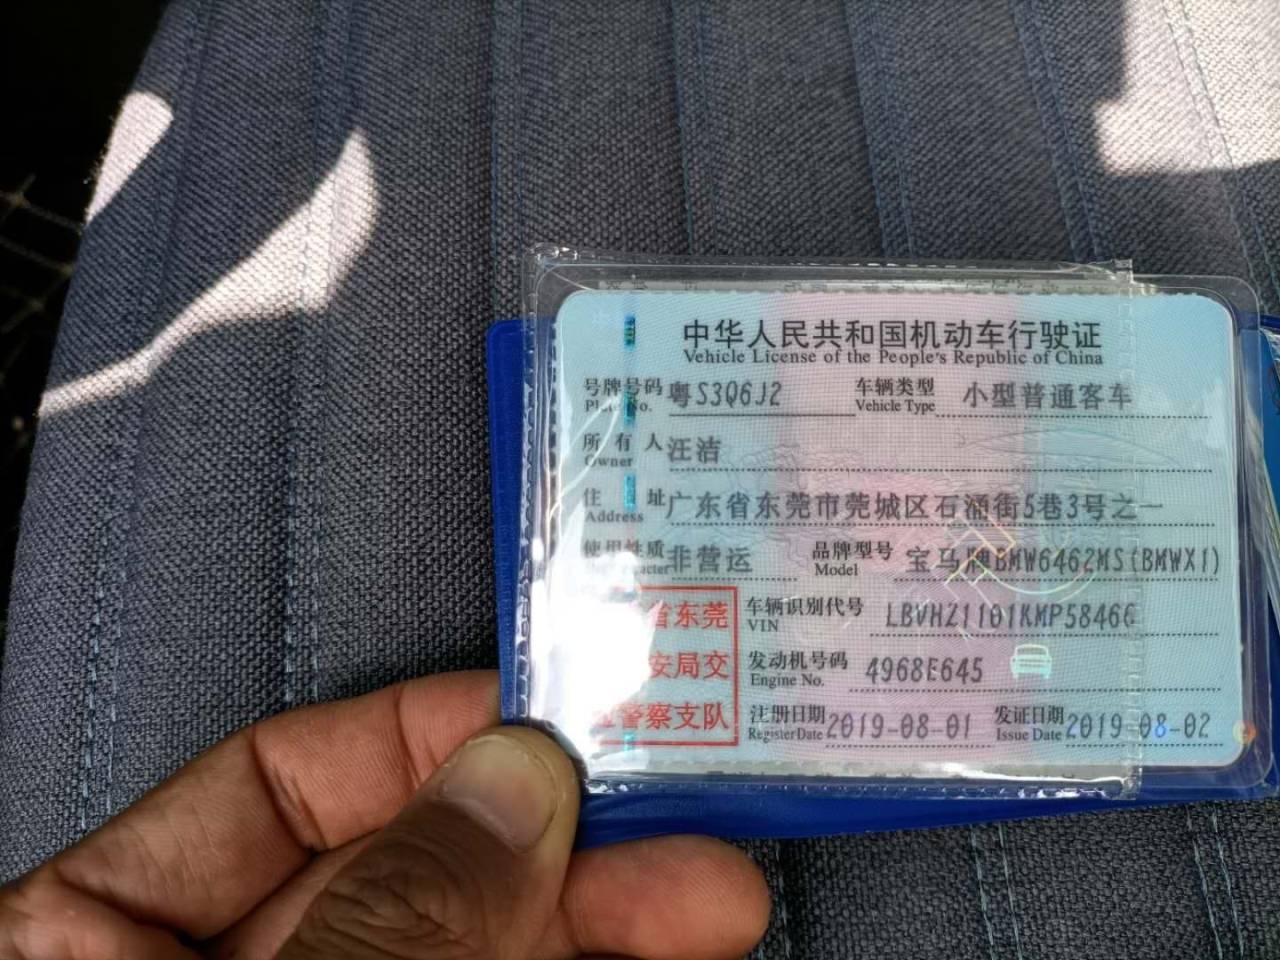 中华人民共和国机动车行驶证
Vehicle License of the People's Republic of China
号牌号码 粤S3Q6J2 车辆类型 小型普通客车
Plate No. Vehicle Type
所有人 汪洁
Owner
住址 广东省东莞市莞城区石涌街5巷3号之一
Address
使用性质 非营运 品牌型号 宝马牌BMW6462MS(BMWX1)
Model
省东莞 车辆识别代号 LBVHZ1101KMP58466
VIN
安局交 发动机号码 4968E645
Engine No.
警察支队 注册日期 2019-08-01 发证日期 2019-08-02
Register Date Issue Date